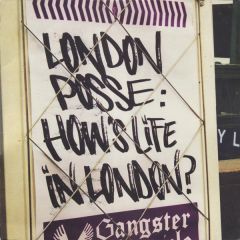 LONDON
POSSE:
HOW'S LIFE
IN LONDON?
Gangster